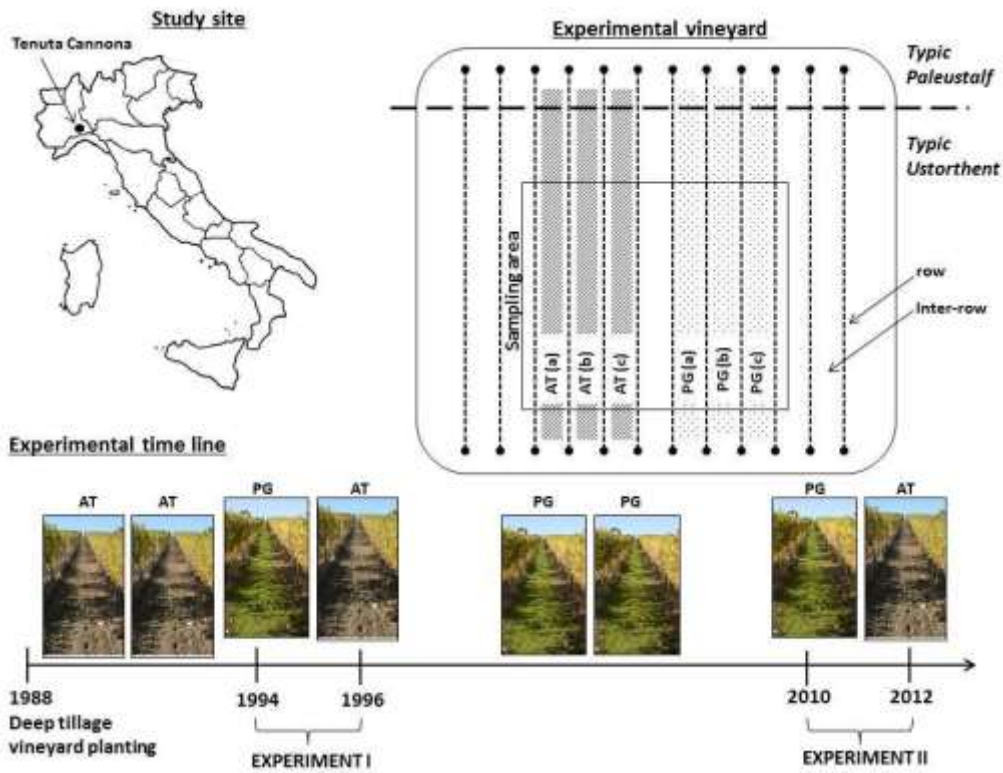 Study site
Tenuta Cannona
Experimental vineyard
Typic
Paleustalf
Typic
Ustorthent
row
Inter-row
Sampling area
AT (a)
AT (b)
AT (c)
PG (a)
PG (b)
PG (c)
Experimental time line
AT
AT
PG
AT
PG
PG
PG
AT
1988
Deep tillage
vineyard planting
1994
1996
EXPERIMENT I
2010
2012
EXPERIMENT II